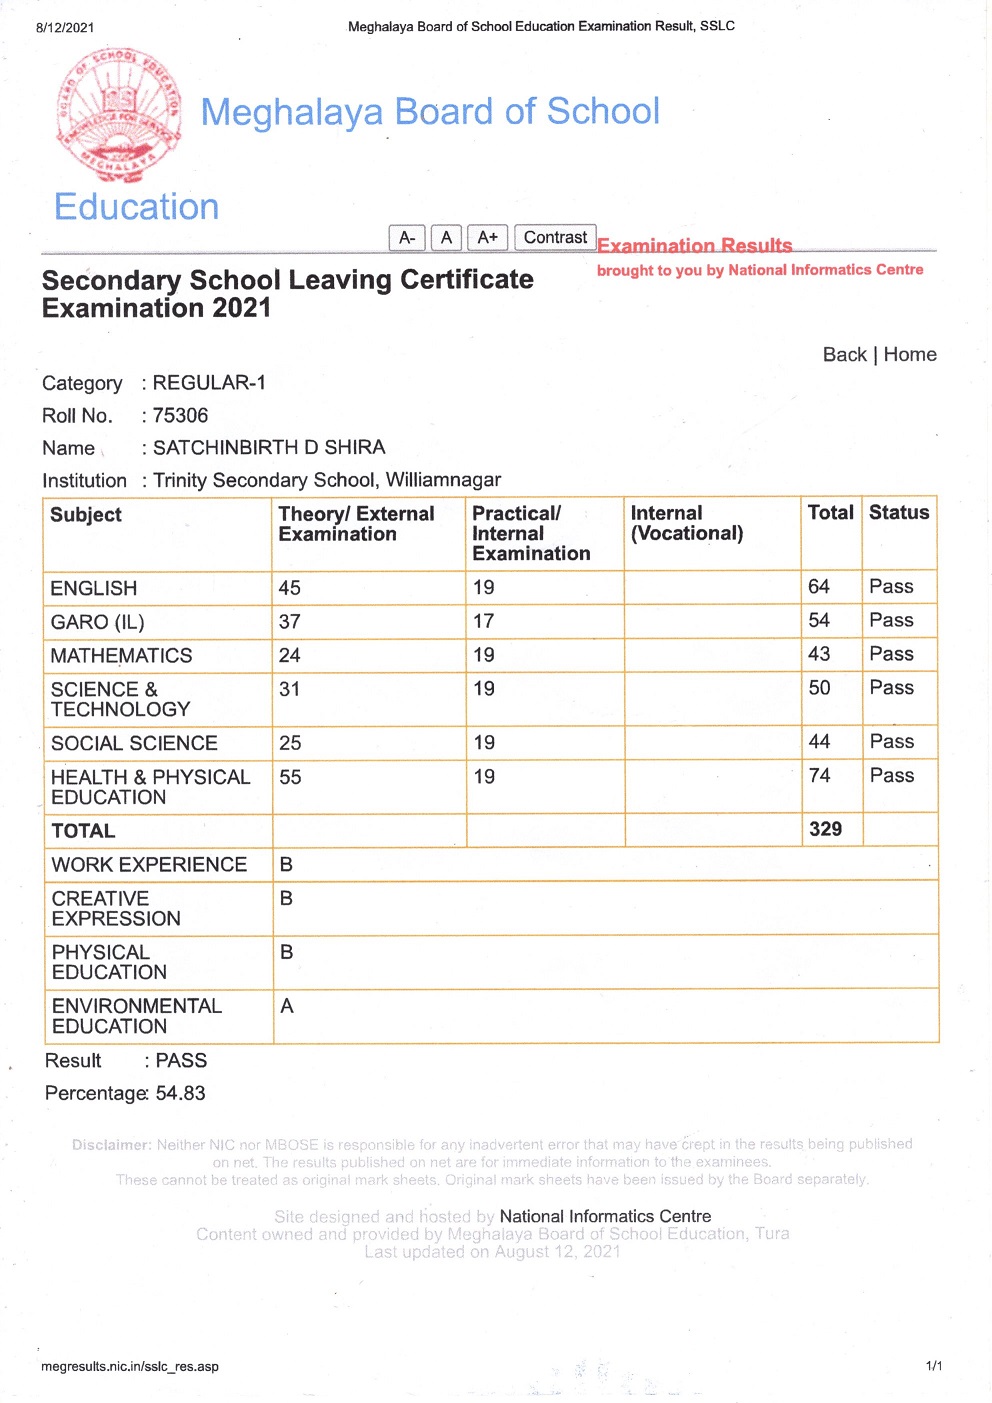 8/12/2021 Meghalaya Board of School Education Examination Result, SSLC
BOARD OF SCHOOL EDUCATION
KNOWLEDGE FOR SERVICE
MEGHALAYA
Meghalaya Board of School
Education
A- A A+ Contrast
Examination Results
brought to you by National Informatics Centre
Secondary School Leaving Certificate
Examination 2021
Back | Home
Category : REGULAR-1
Roll No. : 75306
Name : SATCHINBIRTH D SHIRA
Institution : Trinity Secondary School, Williamnagar
Subject Theory/ External Practical/ Internal Total Status
Examination Internal (Vocational)
Examination
ENGLISH 45 19 64 Pass
GARO (IL) 37 17 54 Pass
MATHEMATICS 24 19 43 Pass
SCIENCE & 31 19 50 Pass
TECHNOLOGY
SOCIAL SCIENCE 25 19 44 Pass
HEALTH & PHYSICAL 55 19 74 Pass
EDUCATION
TOTAL 329
WORK EXPERIENCE B
CREATIVE B
EXPRESSION
PHYSICAL B
EDUCATION
ENVIRONMENTAL A
EDUCATION
Result : PASS
Percentage: 54.83
Disclaimer: Neither NIC nor MBOSE is responsible for any inadvertent error that may have crept in the results being published
on net. The results published on net are for immediate information to the examinees.
These cannot be treated as original mark sheets. Original mark sheets have been issued by the Board separately.
Site designed and hosted by National Informatics Centre
Content owned and provided by Meghalaya Board of School Education, Tura
Last updated on August 12, 2021
megresults.nic.in/sslc_res.asp 1/1